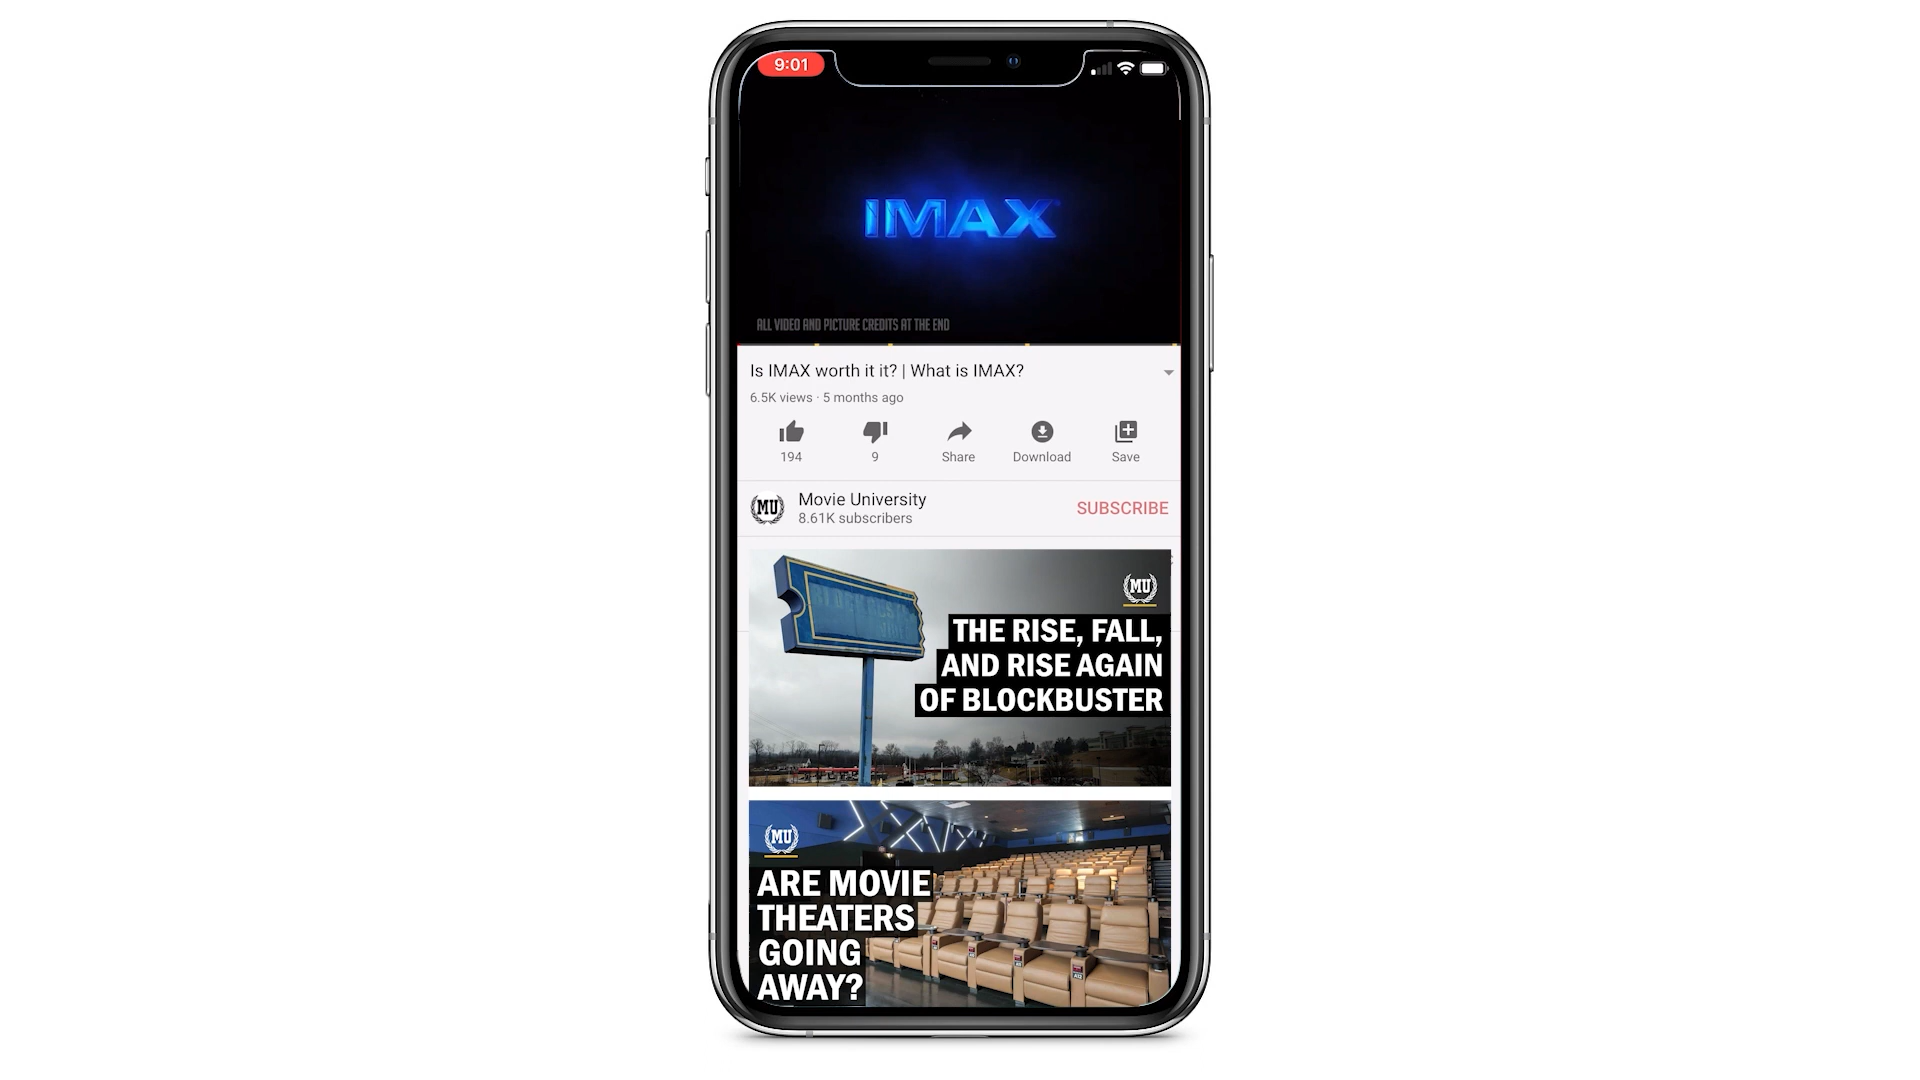 9:01
IMAX
ALL VIDEO AND PICTURE CREDITS AT THE END
Is IMAX worth it it? | What is IMAX?
6.5K views · 5 months ago
194
9
Share
Download
Save
MU
Movie University
SUBSCRIBE
8.61K subscribers
MU
THE RISE, FALL,
AND RISE AGAIN
OF BLOCKBUSTER
MU
ARE MOVIE
THEATERS
GOING
AWAY?